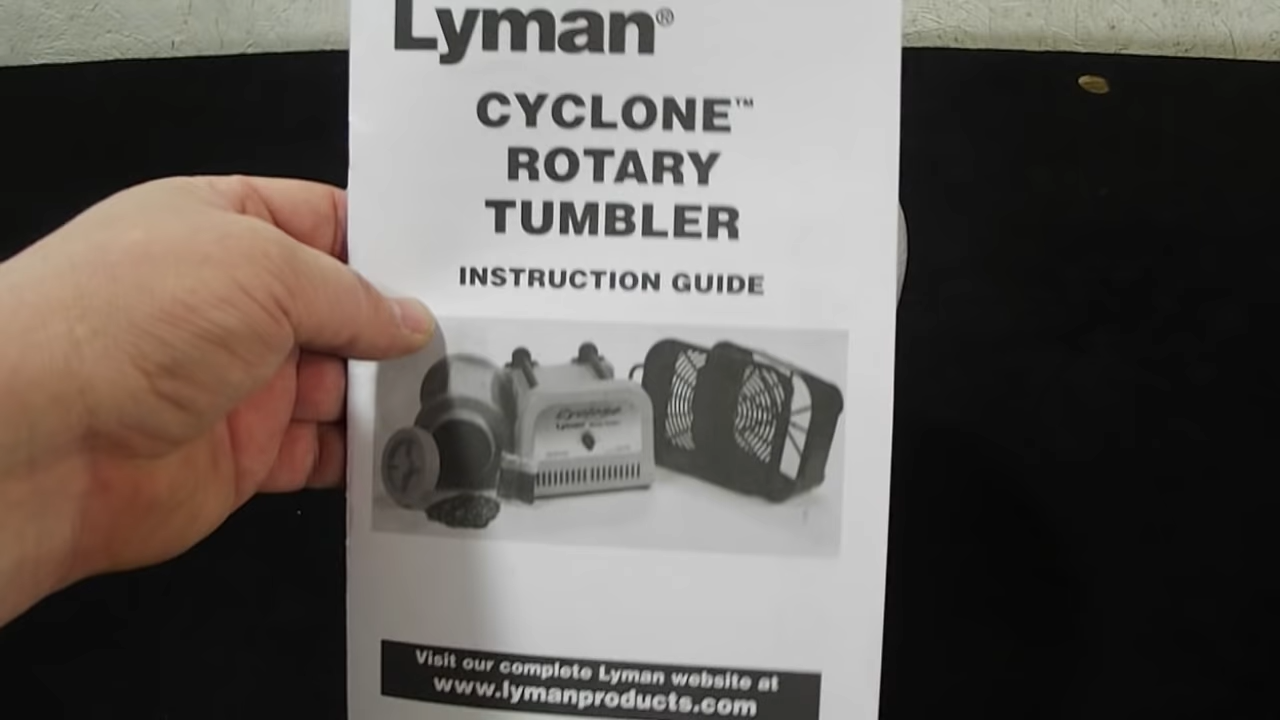 Lyman®
CYCLONE™
ROTARY
TUMBLER
INSTRUCTION GUIDE
Cyclone
Lyman
Visit our complete Lyman website at
www.lymanproducts.com